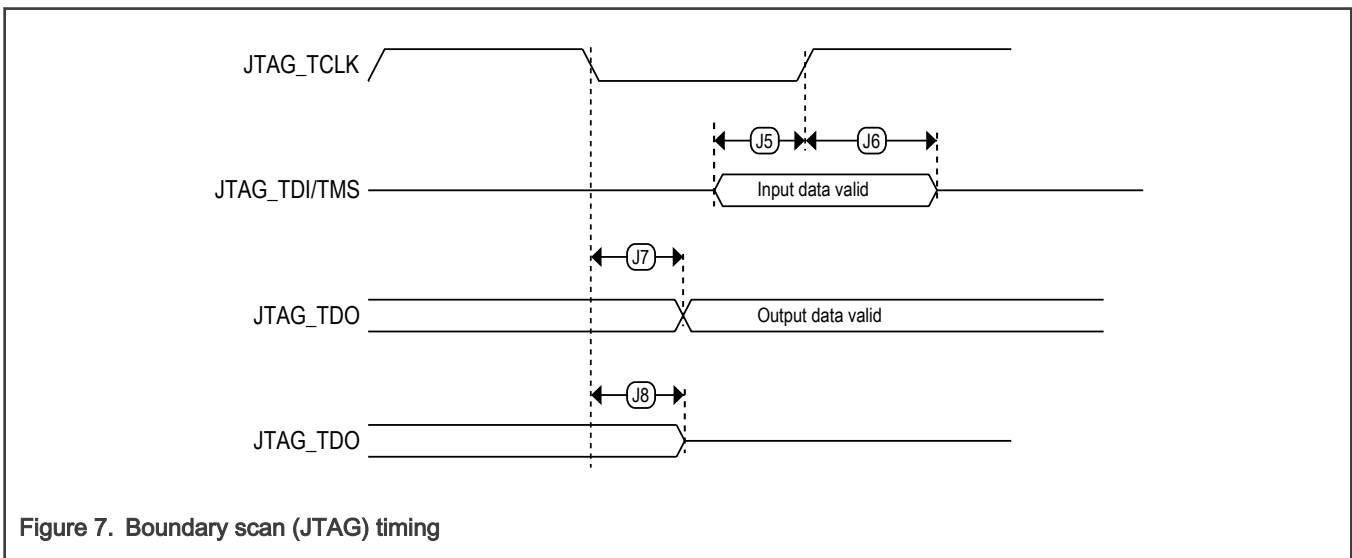 JTAG_TCLK
J5
J6
JTAG_TDI/TMS
Input data valid
J7
JTAG_TDO
Output data valid
J8
JTAG_TDO
Figure 7. Boundary scan (JTAG) timing